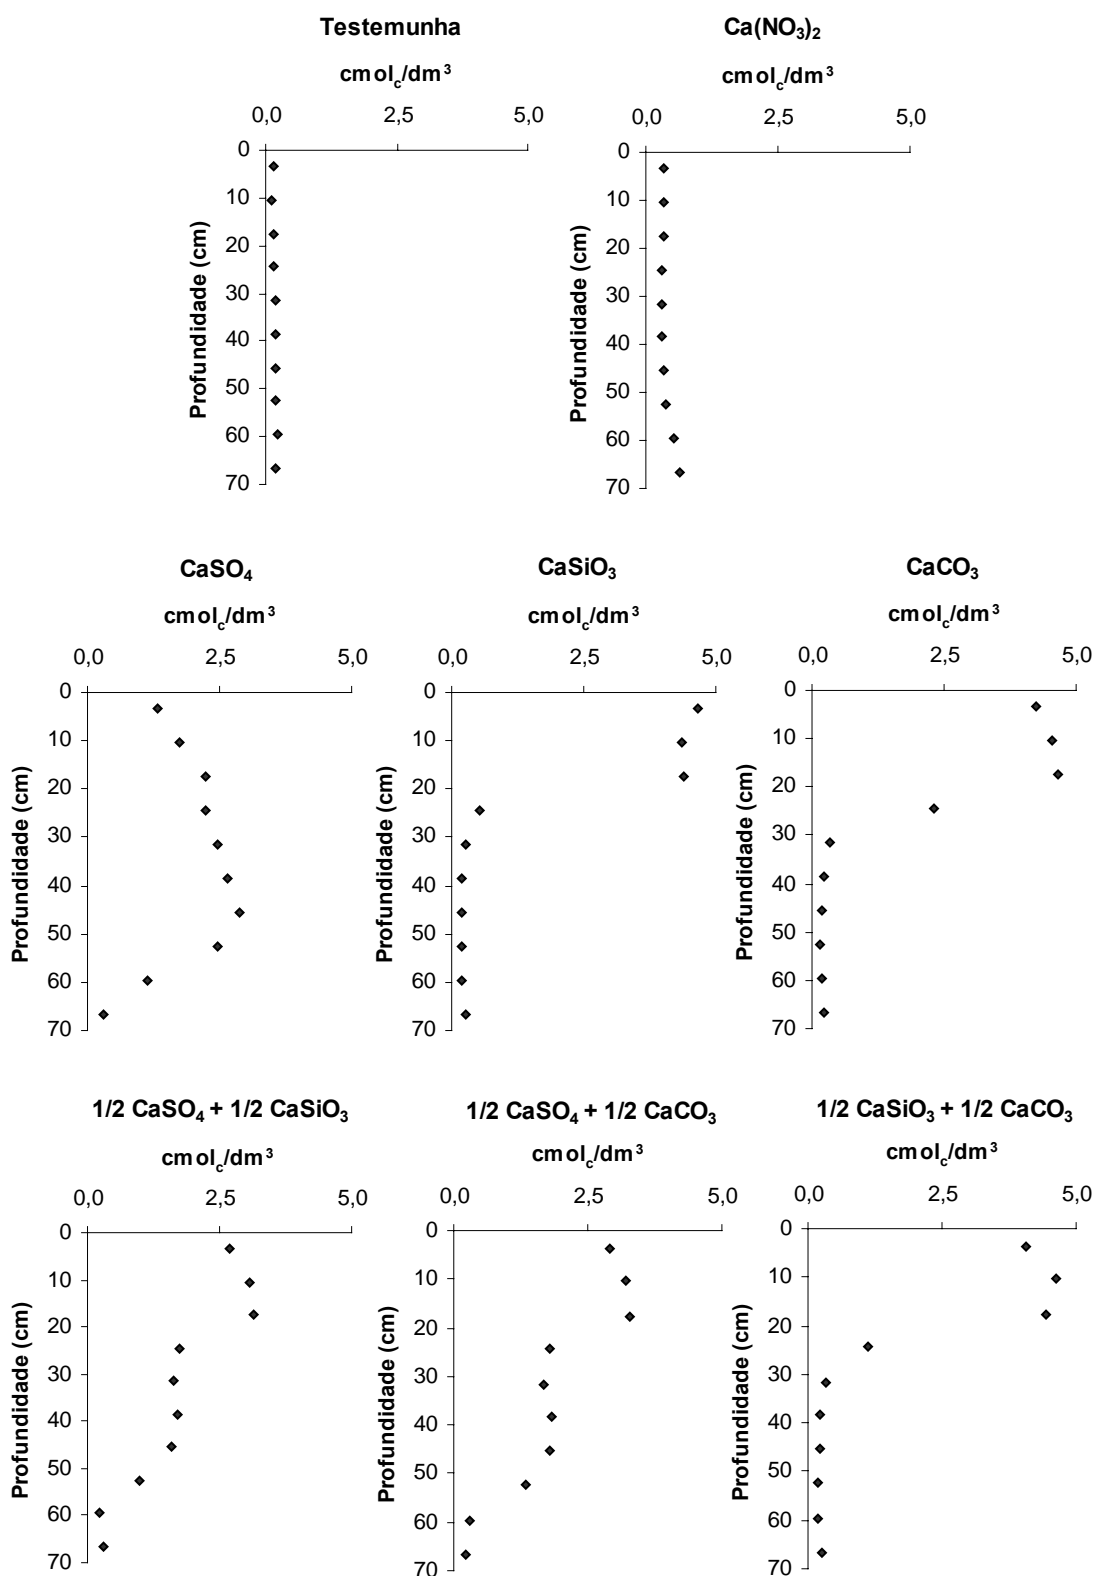 Testemunha
cmol_c/dm³
0,0 2,5 5,0
Profundidade (cm)
0
10
20
30
40
50
60
70
Ca(NO₃)₂
cmol_c/dm³
0,0 2,5 5,0
Profundidade (cm)
0
10
20
30
40
50
60
70
CaSO₄
cmol_c/dm³
0,0 2,5 5,0
Profundidade (cm)
0
10
20
30
40
50
60
70
CaSiO₃
cmol_c/dm³
0,0 2,5 5,0
Profundidade (cm)
0
10
20
30
40
50
60
70
CaCO₃
cmol_c/dm³
0,0 2,5 5,0
Profundidade (cm)
0
10
20
30
40
50
60
70
1/2 CaSO₄ + 1/2 CaSiO₃
cmol_c/dm³
0,0 2,5 5,0
Profundidade (cm)
0
10
20
30
40
50
60
70
1/2 CaSO₄ + 1/2 CaCO₃
cmol_c/dm³
0,0 2,5 5,0
Profundidade (cm)
0
10
20
30
40
50
60
70
1/2 CaSiO₃ + 1/2 CaCO₃
cmol_c/dm³
0,0 2,5 5,0
Profundidade (cm)
0
10
20
30
40
50
60
70